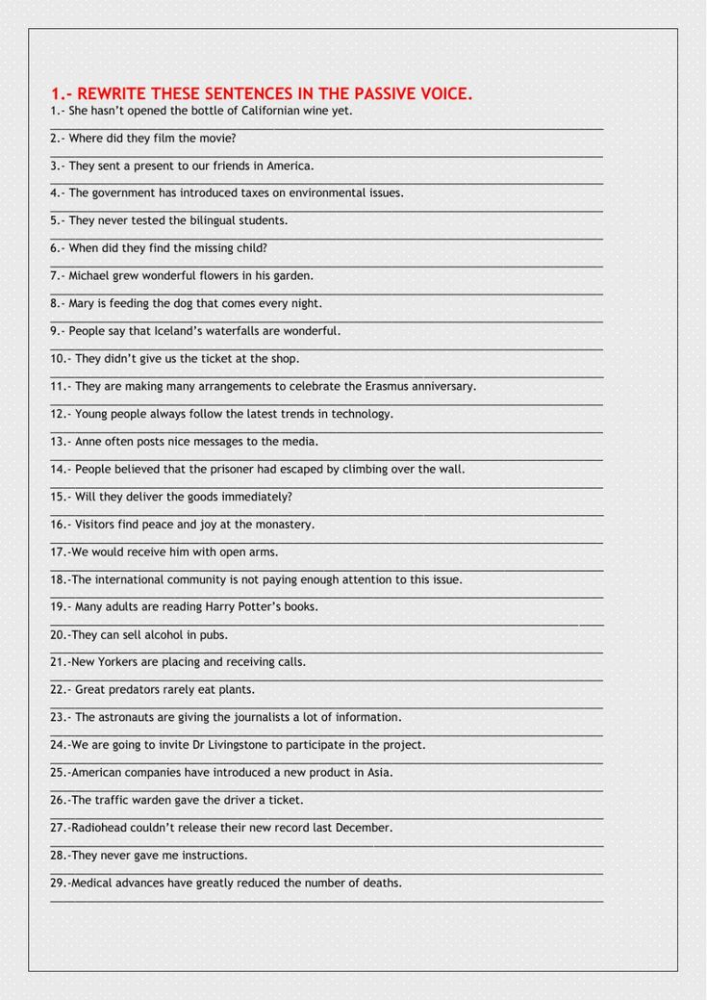 1.- REWRITE THESE SENTENCES IN THE PASSIVE VOICE.
1.- She hasn’t opened the bottle of Californian wine yet.
2.- Where did they film the movie?
3.- They sent a present to our friends in America.
4.- The government has introduced taxes on environmental issues.
5.- They never tested the bilingual students.
6.- When did they find the missing child?
7.- Michael grew wonderful flowers in his garden.
8.- Mary is feeding the dog that comes every night.
9.- People say that Iceland’s waterfalls are wonderful.
10.- They didn’t give us the ticket at the shop.
11.- They are making many arrangements to celebrate the Erasmus anniversary.
12.- Young people always follow the latest trends in technology.
13.- Anne often posts nice messages to the media.
14.- People believed that the prisoner had escaped by climbing over the wall.
15.- Will they deliver the goods immediately?
16.- Visitors find peace and joy at the monastery.
17.-We would receive him with open arms.
18.-The international community is not paying enough attention to this issue.
19.- Many adults are reading Harry Potter’s books.
20.-They can sell alcohol in pubs.
21.-New Yorkers are placing and receiving calls.
22.- Great predators rarely eat plants.
23.- The astronauts are giving the journalists a lot of information.
24.-We are going to invite Dr Livingstone to participate in the project.
25.-American companies have introduced a new product in Asia.
26.-The traffic warden gave the driver a ticket.
27.-Radiohead couldn’t release their new record last December.
28.-They never gave me instructions.
29.-Medical advances have greatly reduced the number of deaths.